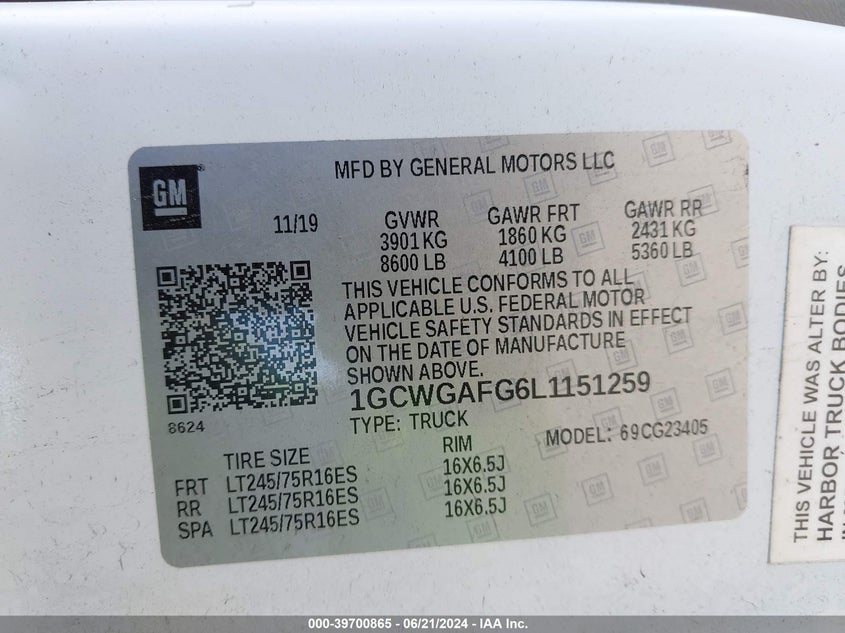 MFD BY GENERAL MOTORS LLC
GM
11/19
GVWR GAWR FRT GAWR RR
3901 KG 1860 KG 2431 KG
8600 LB 4100 LB 5360 LB
THIS VEHICLE CONFORMS TO ALL
APPLICABLE U.S. FEDERAL MOTOR
VEHICLE SAFETY STANDARDS IN EFFECT
ON THE DATE OF MANUFACTURE
SHOWN ABOVE.
1GCWGAFG6L1151259
8624
TYPE: TRUCK MODEL: 69CG23405
TIRE SIZE RIM
FRT LT245/75R16ES 16X6.5J
RR LT245/75R16ES 16X6.5J
SPA LT245/75R16ES 16X6.5J
THIS VEHICLE WAS ALTER BY:
HARBOR TRUCK BODIES
000-39700865 - 06/21/2024 - IAA Inc.